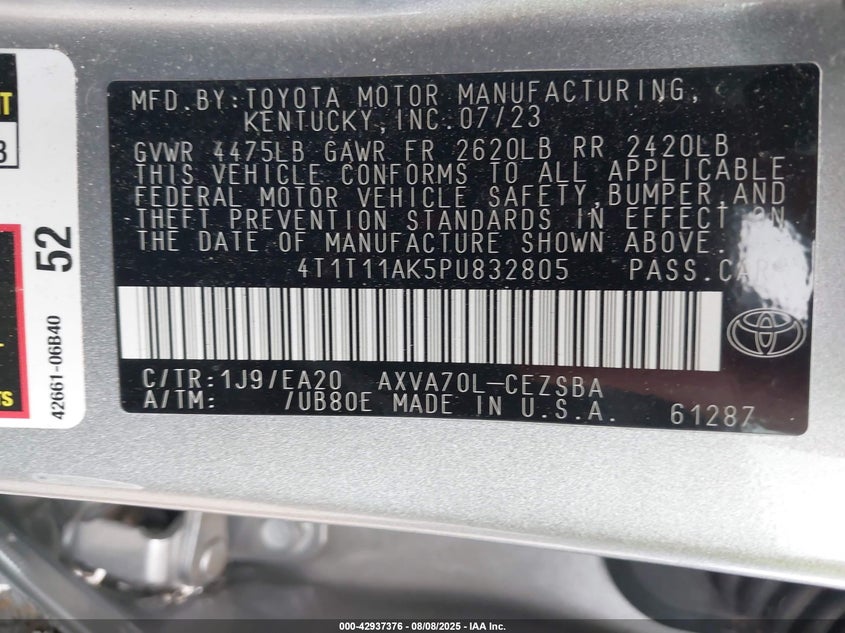 MFD.BY:TOYOTA MOTOR MANUFACTURING,
KENTUCKY,INC.07/23
GVWR 4475LB GAWR FR 2620LB RR 2420LB
THIS VEHICLE CONFORMS TO ALL APPLICABLE
FEDERAL MOTOR VEHICLE SAFETY,BUMPER,AND
THEFT PREVENTION STANDARDS IN EFFECT ON
THE DATE OF MANUFACTURE SHOWN ABOVE.
4T1T11AK5PU832805 PASS.CAR
C/TR:1J9/EA20 AXVA70L-CEZSBA
A/TM: /UB80E MADE IN U.S.A. 61287
52
42661-06B40
000-42937376 - 08/08/2025 - IAA Inc.